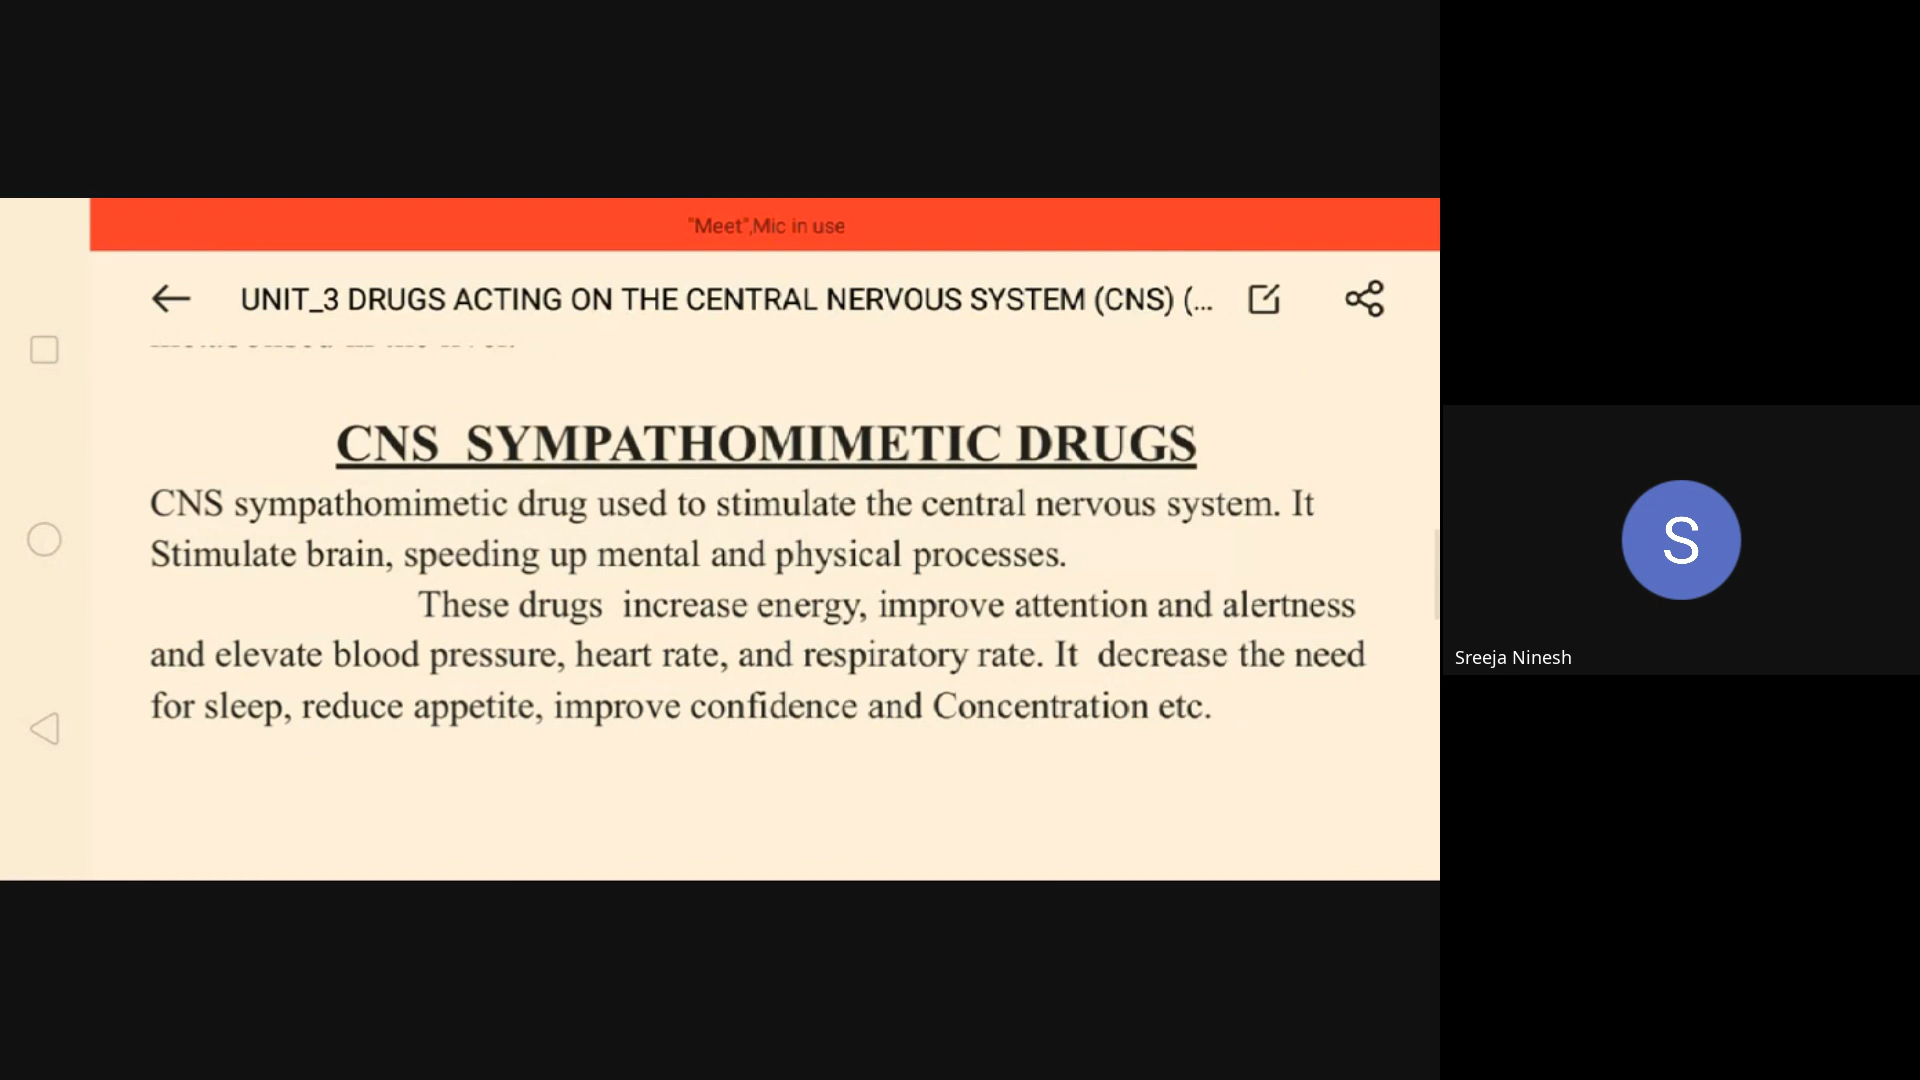 "Meet",Mic in use
UNIT_3 DRUGS ACTING ON THE CENTRAL NERVOUS SYSTEM (CNS) (...
CNS SYMPATHOMIMETIC DRUGS
CNS sympathomimetic drug used to stimulate the central nervous system. It
Stimulate brain, speeding up mental and physical processes.
These drugs increase energy, improve attention and alertness
and elevate blood pressure, heart rate, and respiratory rate. It decrease the need
for sleep, reduce appetite, improve confidence and Concentration etc.
S
Sreeja Ninesh